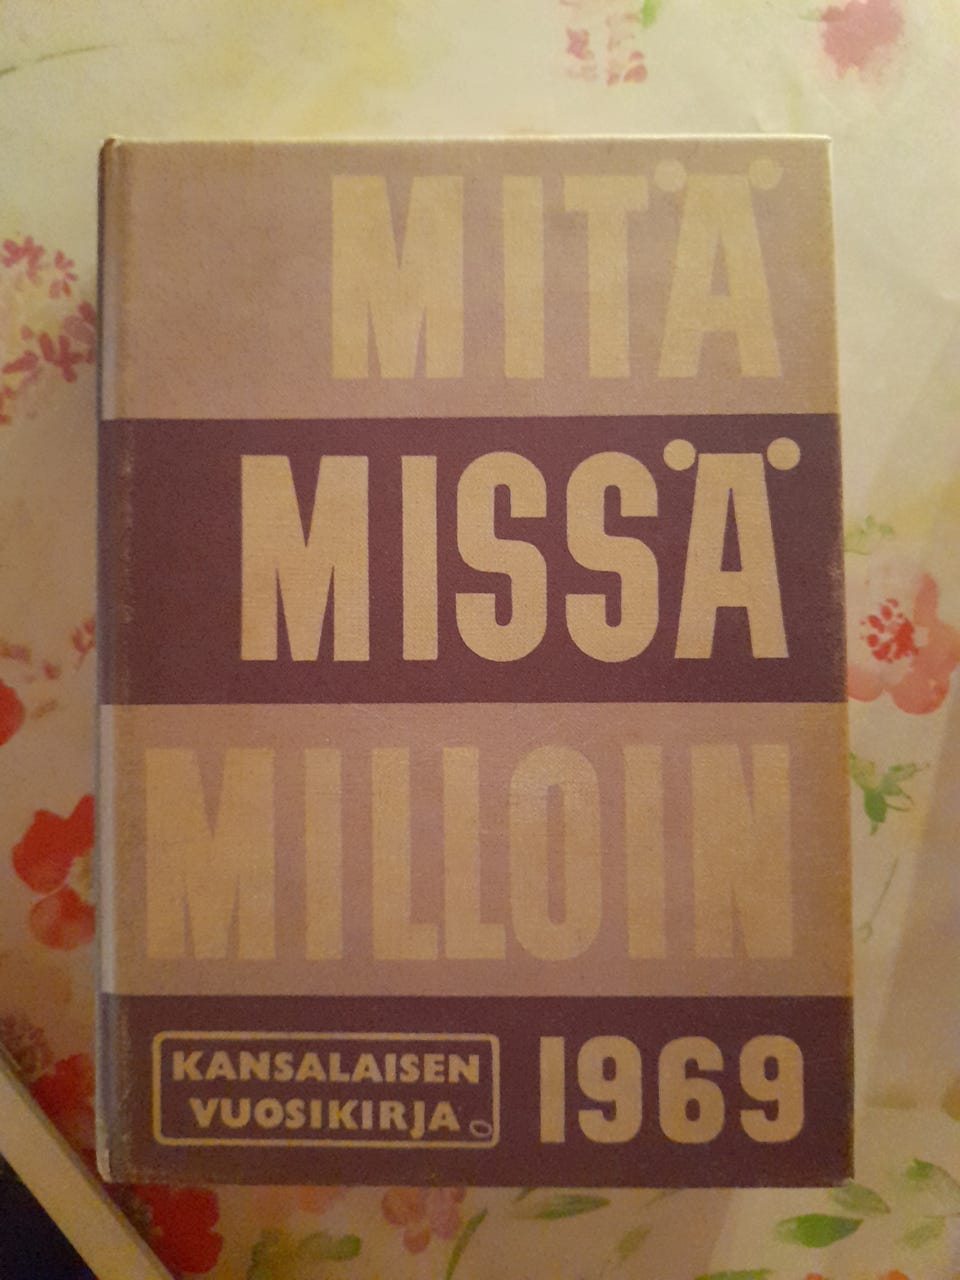 MITÄ
MISSÄ
MILLOIN
KANSALAISEN
VUOSIKIRJA
1969